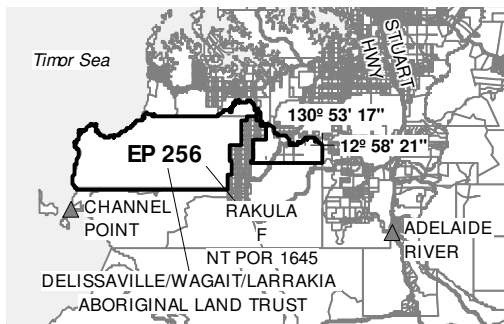 Timor Sea
STUART
HWY
130º 53' 17"
12º 58' 21"
EP 256
CHANNEL
POINT
RAKULA
F
ADELAIDE
RIVER
NT POR 1645
DELISSAVILLE/WAGAIT/LARRAKIA
ABORIGINAL LAND TRUST